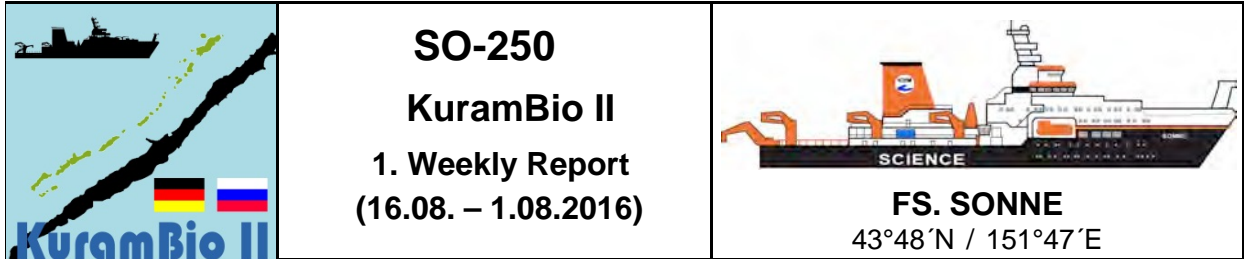 KuramBio II
SO-250
KuramBio II
1. Weekly Report
(16.08. – 1.08.2016)
SCIENCE
SONNE
FS. SONNE
43°48´N / 151°47´E